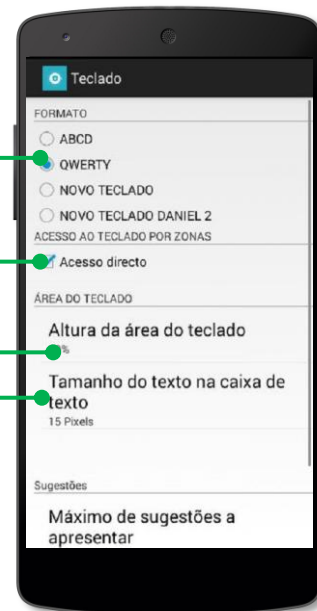 Teclado
FORMATO
ABCD
QWERTY
NOVO TECLADO
NOVO TECLADO DANIEL 2
ACESSO AO TECLADO POR ZONAS
Acesso directo
ÁREA DO TECLADO
Altura da área do teclado
%
Tamanho do texto na caixa de
texto
15 Pixels
Sugestões
Máximo de sugestões a
apresentar